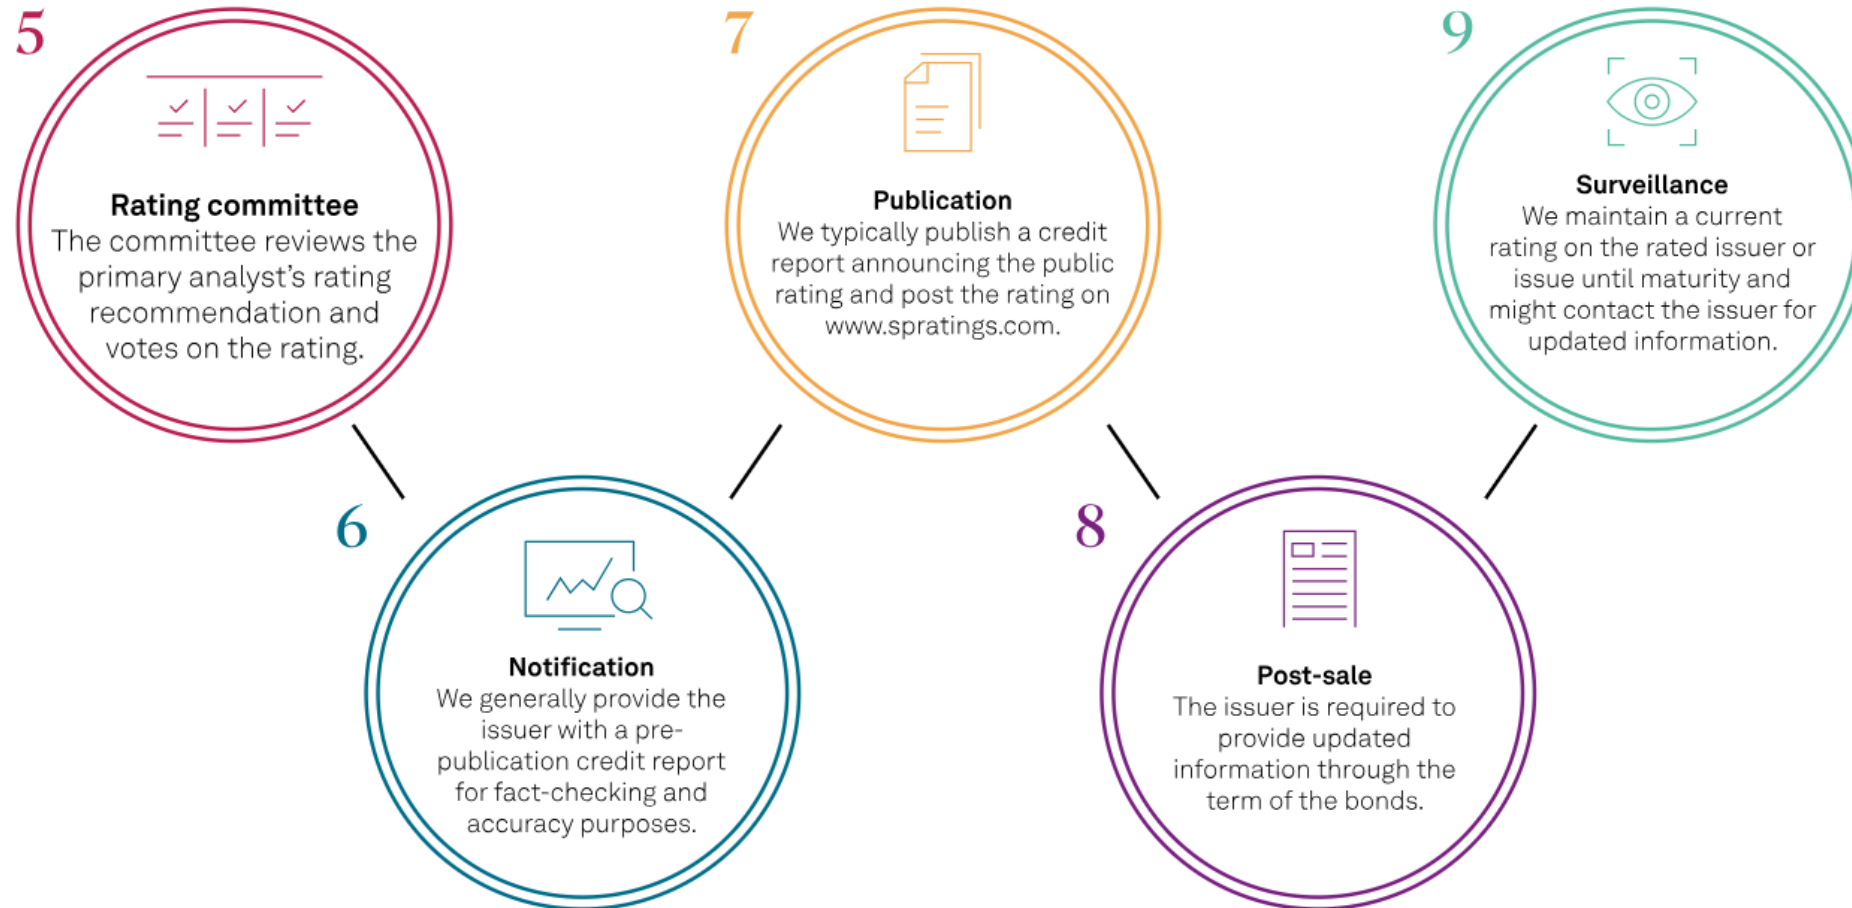 5
Rating committee
The committee reviews the
primary analyst's rating
recommendation and
votes on the rating.
6
Notification
We generally provide the
issuer with a pre-
publication credit report
for fact-checking and
accuracy purposes.
7
Publication
We typically publish a credit
report announcing the public
rating and post the rating on
www.spratings.com.
8
Post-sale
The issuer is required to
provide updated
information through the
term of the bonds.
9
Surveillance
We maintain a current
rating on the rated issuer or
issue until maturity and
might contact the issuer for
updated information.